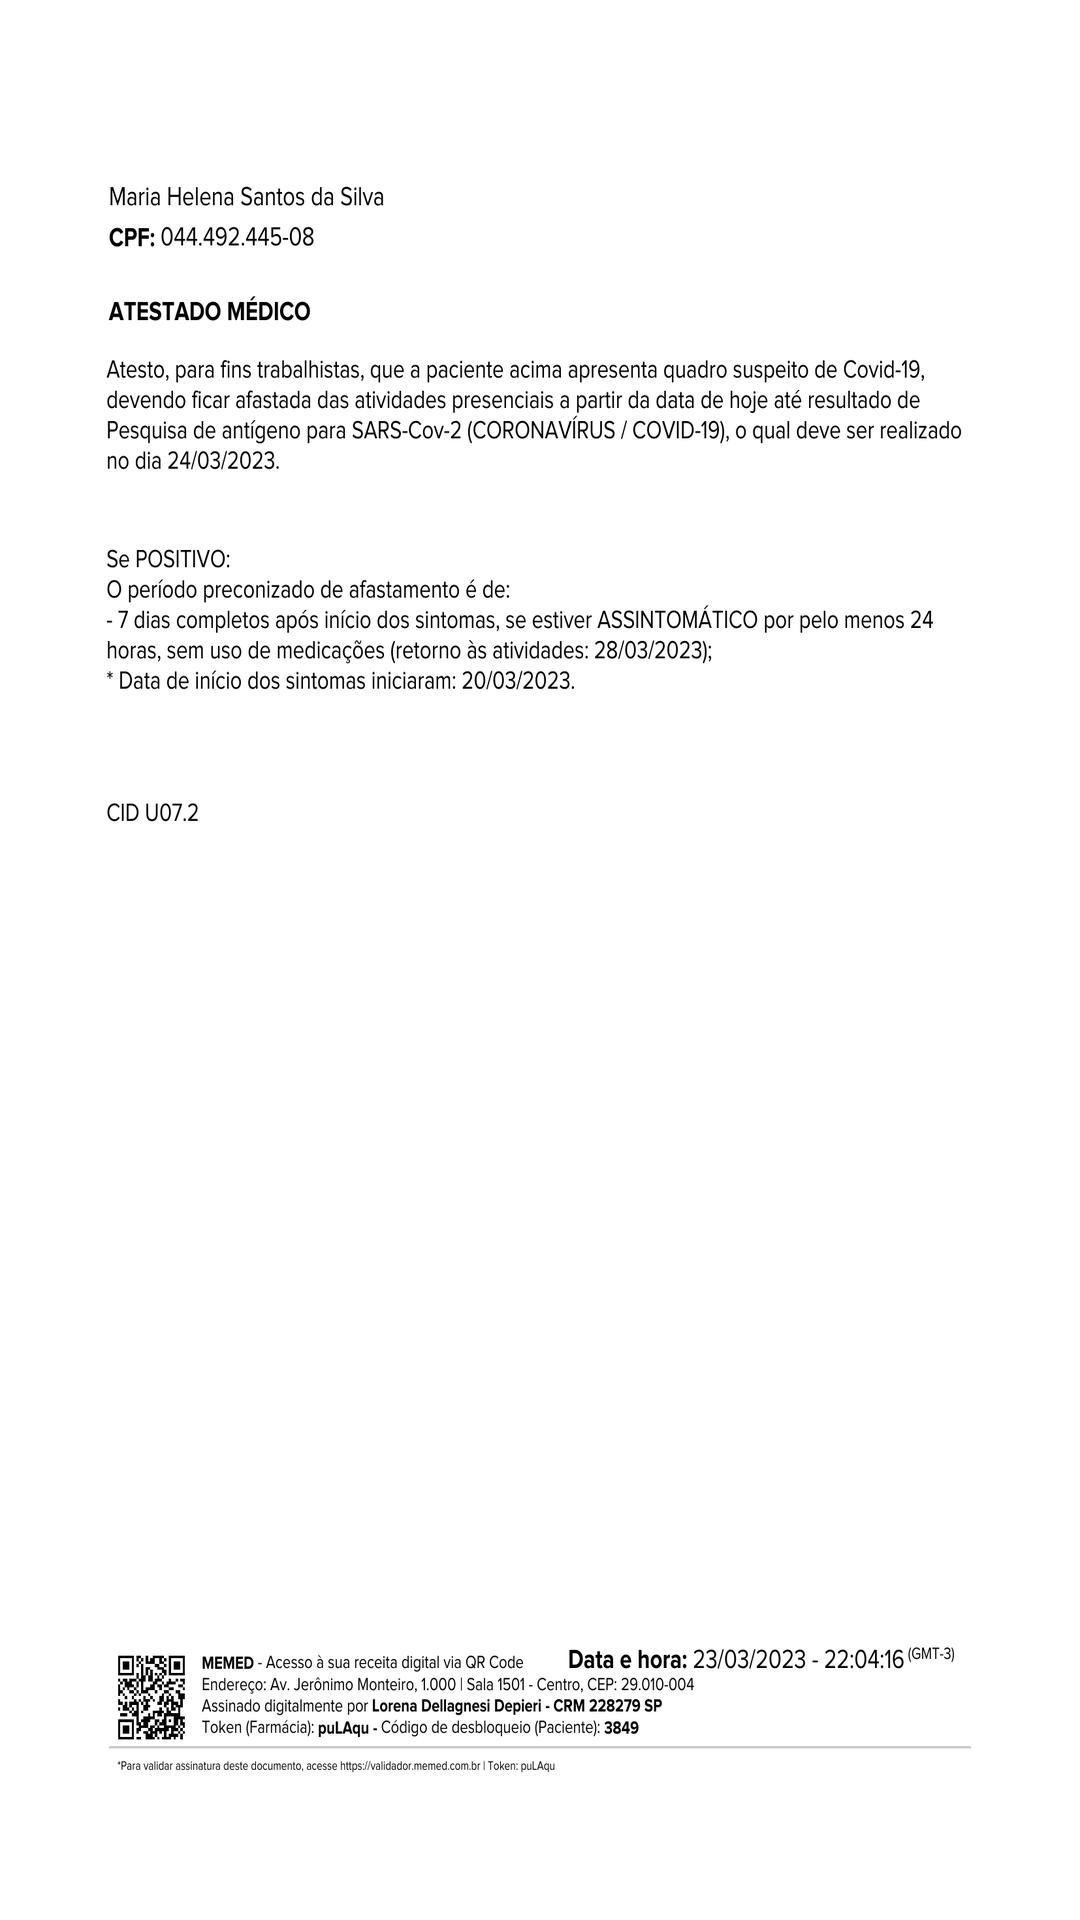 Maria Helena Santos da Silva
CPF: 044.492.445-08
ATESTADO MÉDICO
Atesto, para fins trabalhistas, que a paciente acima apresenta quadro suspeito de Covid-19,
devendo ficar afastada das atividades presenciais a partir da data de hoje até resultado de
Pesquisa de antígeno para SARS-Cov-2 (CORONAVÍRUS / COVID-19), o qual deve ser realizado
no dia 24/03/2023.
Se POSITIVO:
O período preconizado de afastamento é de:
- 7 dias completos após início dos sintomas, se estiver ASSINTOMÁTICO por pelo menos 24
horas, sem uso de medicações (retorno às atividades: 28/03/2023);
* Data de início dos sintomas iniciaram: 20/03/2023.
CID U07.2
MEMED - Acesso à sua receita digital via QR Code Data e hora: 23/03/2023 - 22:04:16 (GMT-3)
Endereço: Av. Jerônimo Monteiro, 1.000 | Sala 1501 - Centro, CEP: 29.010-004
Assinado digitalmente por Lorena Dellagnesi Depieri - CRM 228279 SP
Token (Farmácia): puLAqu - Código de desbloqueio (Paciente): 3849
*Para validar assinatura deste documento, acesse https://validador.memed.com.br | Token: puLAqu